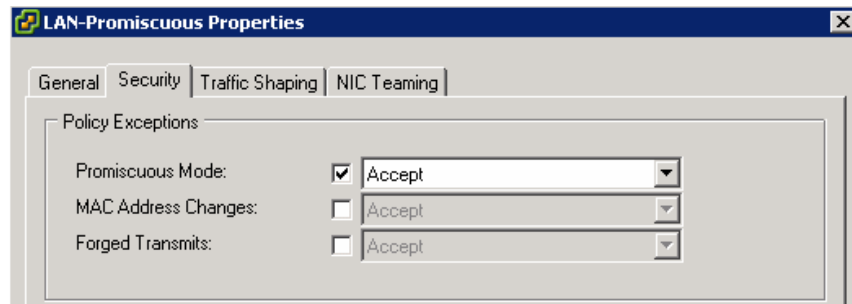 LAN-Promiscuous Properties
General Security Traffic Shaping NIC Teaming
Policy Exceptions
Promiscuous Mode: Accept
MAC Address Changes: Accept
Forged Transmits: Accept